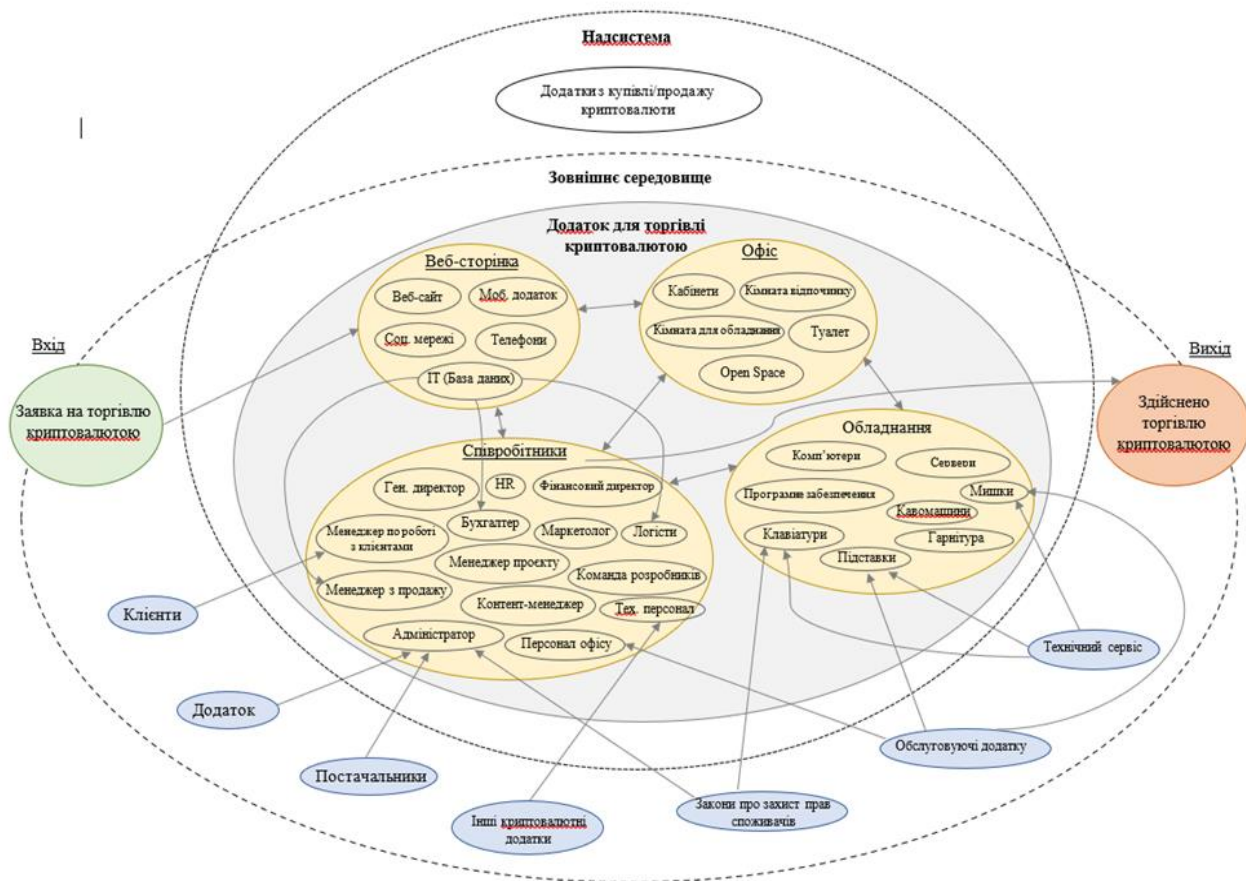 Надсистема
Додатки з купівлі/продажу
криптовалюти
Зовнішнє середовище
Додаток для торгівлі
криптовалютою
Веб-сторінка
Веб-сайт
Моб. додаток
Соц. мережі
Телефони
ІТ (База даних)
Офіс
Кабінети
Кімната відпочинку
Кімната для обладнання
Туалет
Open Space
Вхід
Заявка на торгівлю
криптовалютою
Вихід
Здійснено
торгівлю
криптовалютою
Співробітники
Ген. директор
HR
Фінансовий директор
Менеджер по роботі
з клієнтами
Бухгалтер
Маркетолог
Логісти
Менеджер проєкту
Менеджер з продажу
Команда розробників
Контент-менеджер
Тех. персонал
Адміністратор
Персонал офісу
Обладнання
Комп’ютери
Сервери
Програмне забезпечення
Мишки
Кавомашини
Клавіатури
Гарнітура
Підставки
Клієнти
Додаток
Постачальники
Інші криптовалютні
додатки
Закони про захист прав
споживачів
Обслуговуючі додатку
Технічний сервіс